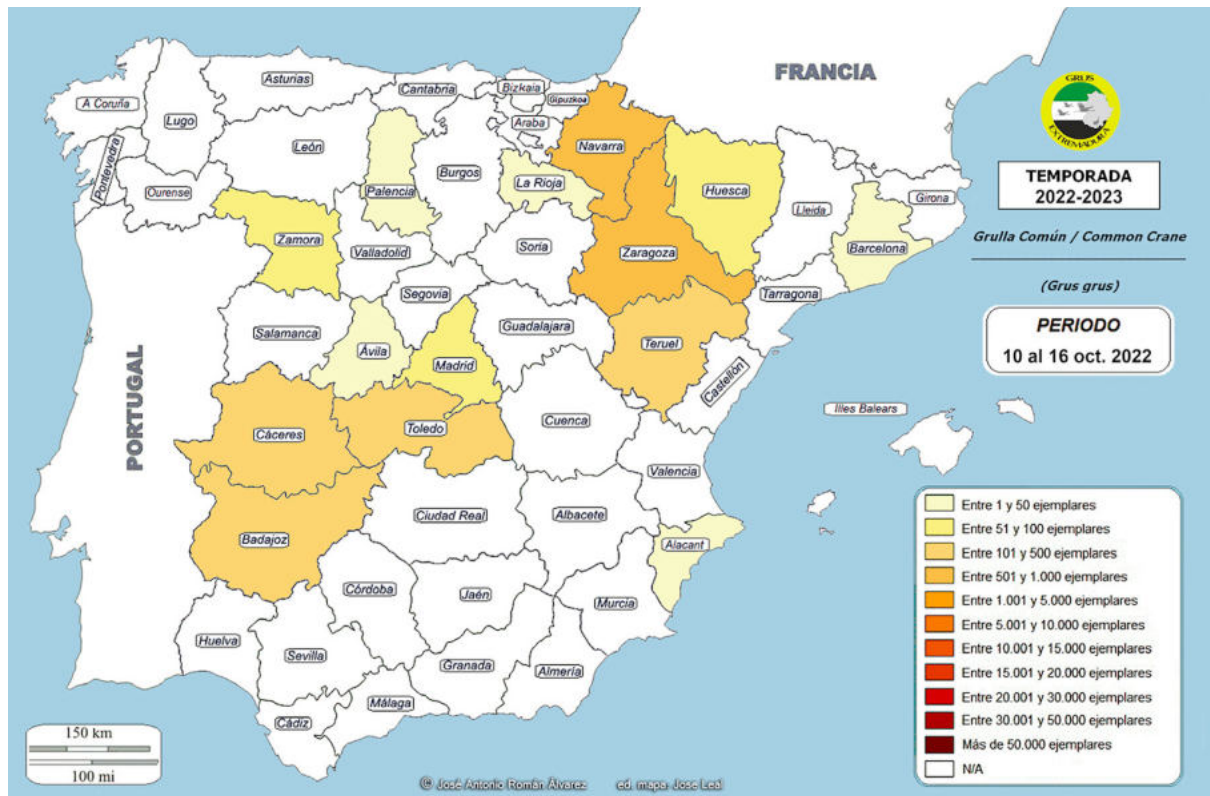 FRANCIA
PORTUGAL
A Coruña
Lugo
Asturias
Cantabria
Bizkaia
Gipuzkoa
Araba
Navarra
Pontevedra
Ourense
León
Palencia
Burgos
La Rioja
Huesca
Lleida
Girona
Barcelona
Zamora
Valladolid
Soria
Zaragoza
Tarragona
Segovia
Salamanca
Ávila
Madrid
Guadalajara
Teruel
Castellón
Illes Balears
Cáceres
Toledo
Cuenca
Valencia
Badajoz
Ciudad Real
Albacete
Alacant
Córdoba
Jaén
Murcia
Huelva
Sevilla
Granada
Almería
Málaga
Cádiz
GRUS
EXTREMADURA
TEMPORADA
2022-2023
Grulla Común / Common Crane
(Grus grus)
PERIODO
10 al 16 oct. 2022
Entre 1 y 50 ejemplares
Entre 51 y 100 ejemplares
Entre 101 y 500 ejemplares
Entre 501 y 1.000 ejemplares
Entre 1.001 y 5.000 ejemplares
Entre 5.001 y 10.000 ejemplares
Entre 10.001 y 15.000 ejemplares
Entre 15.001 y 20.000 ejemplares
Entre 20.001 y 30.000 ejemplares
Entre 30.001 y 50.000 ejemplares
Más de 50.000 ejemplares
N/A
150 km
100 mi
© José Antonio Román Álvarez ed. mapa: Jose Leal